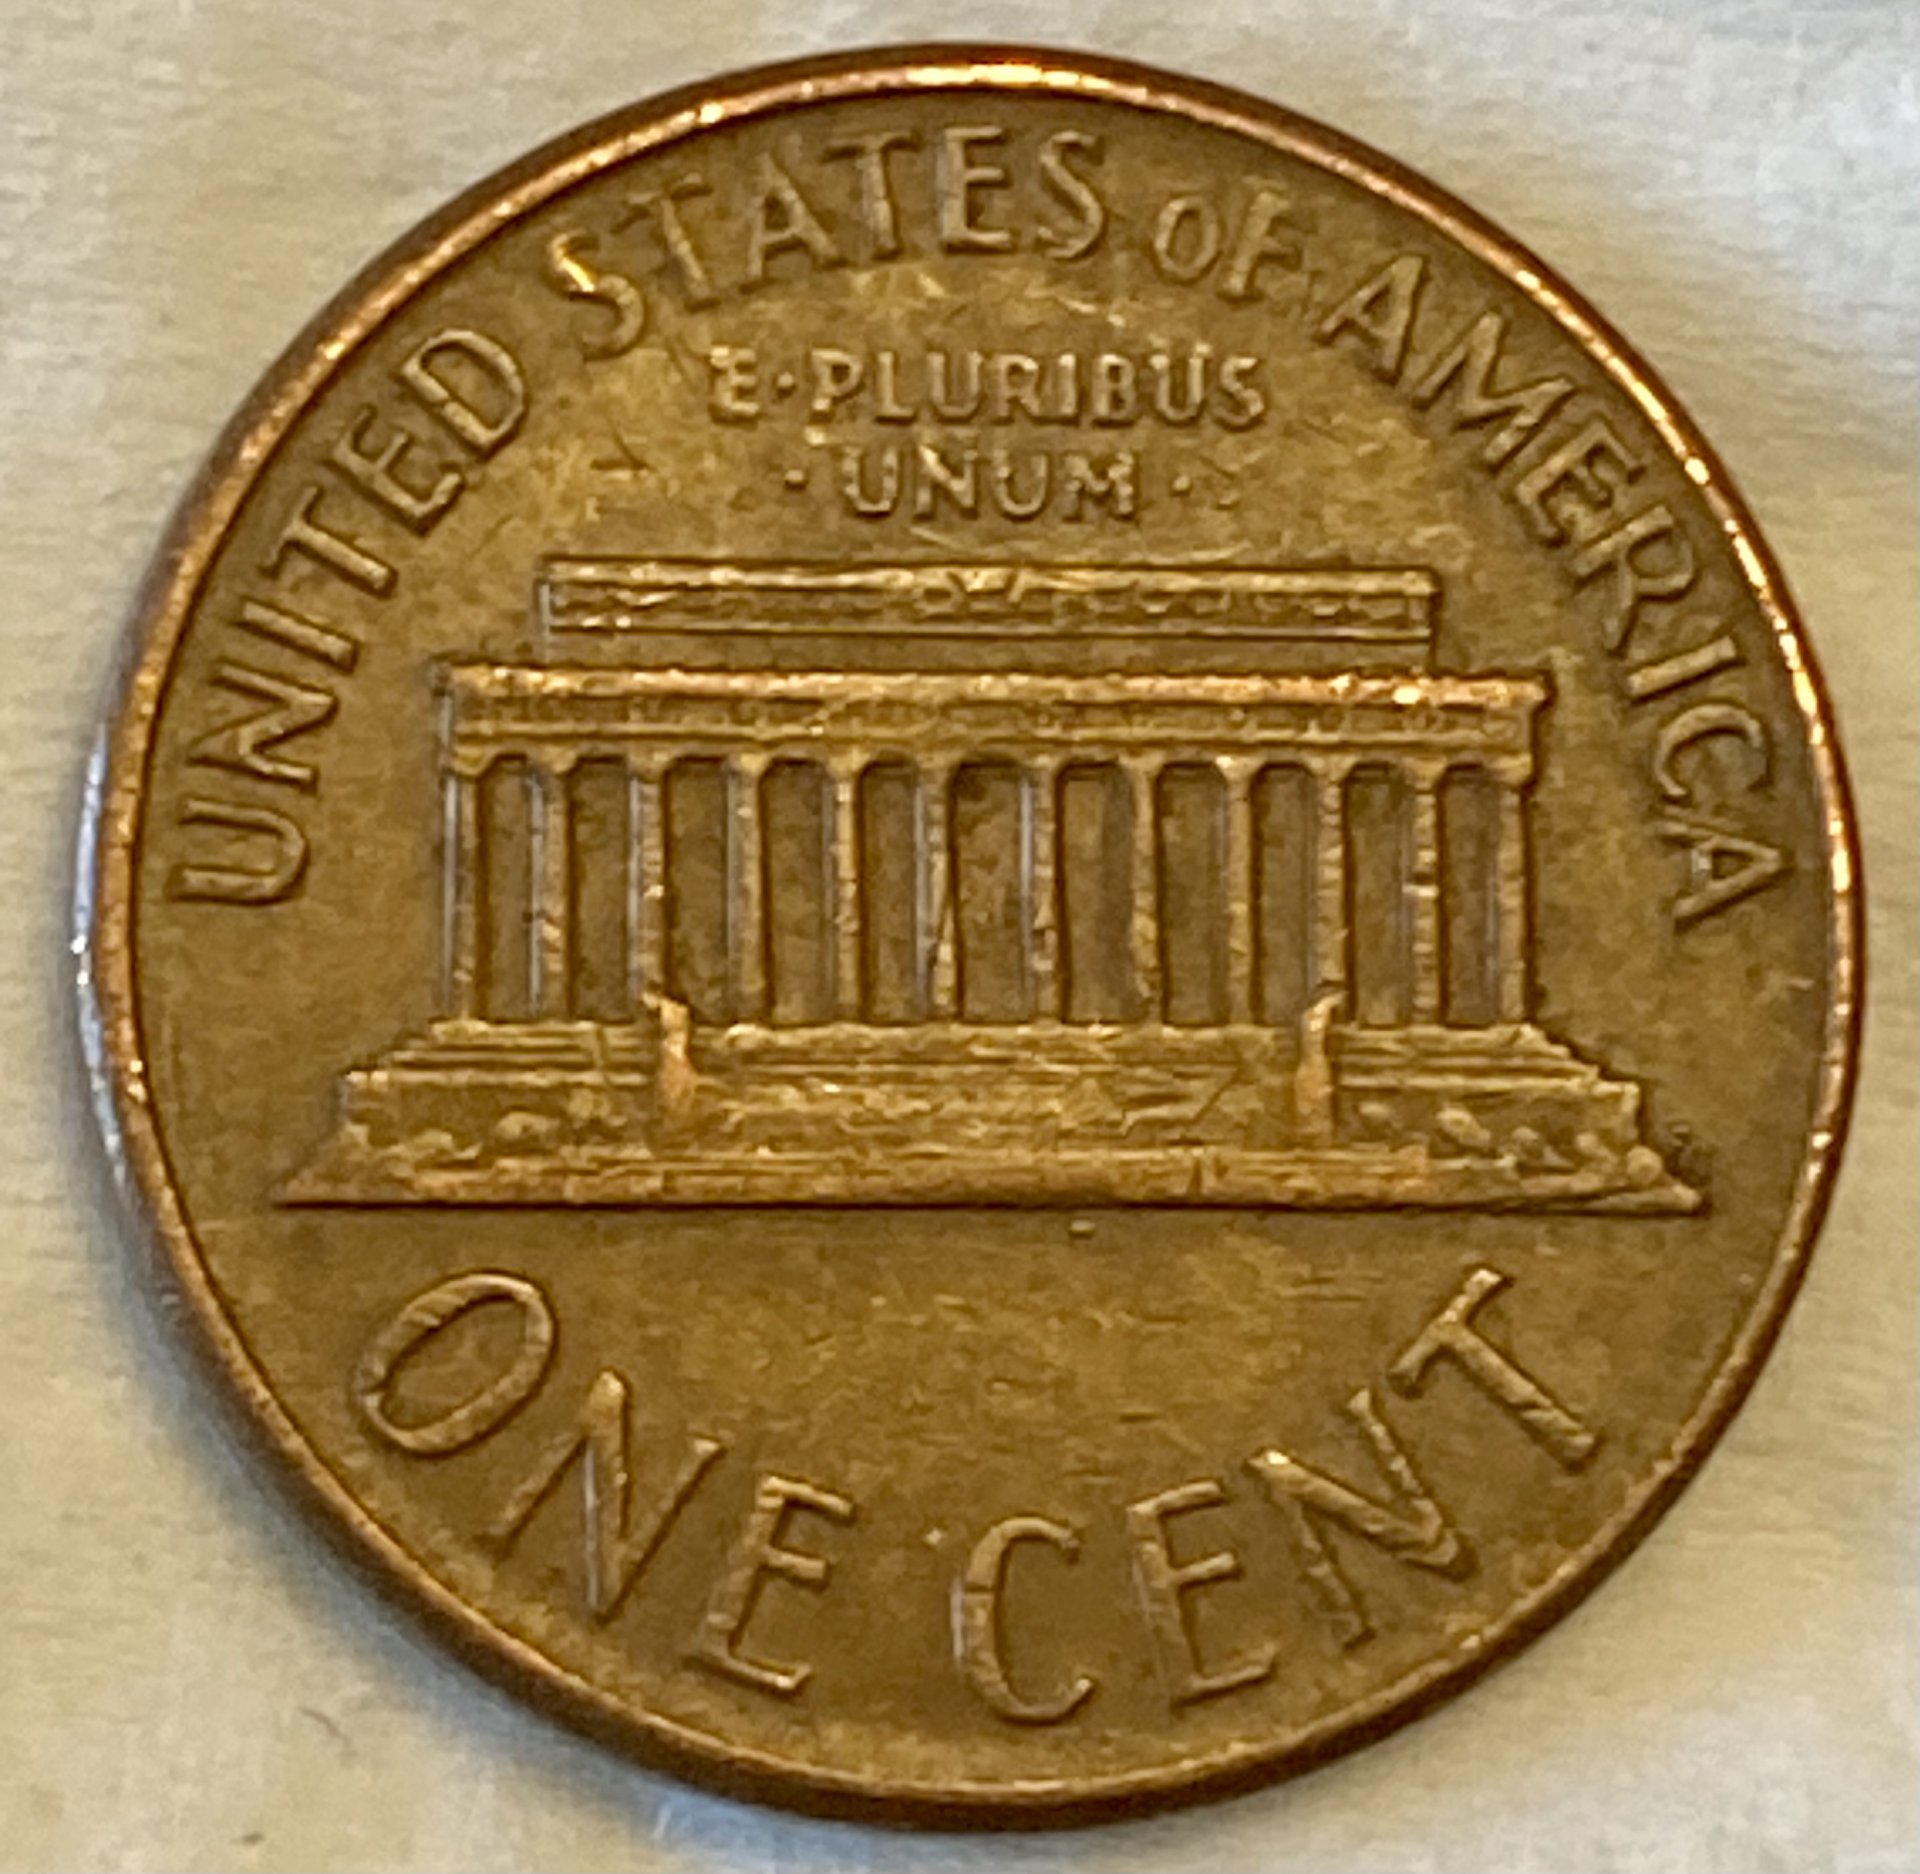 UNITED STATES OF AMERICA
E·PLURIBUS
·UNUM·
ONE CENT